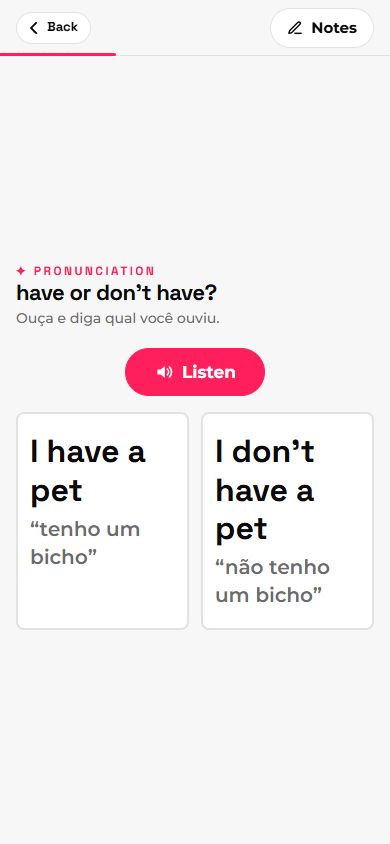 Back
Notes
PRONUNCIATION
have or don't have?
Ouça e diga qual você ouviu.
Listen
I have a
pet
“tenho um
bicho”
I don't
have a
pet
“não tenho
um bicho”